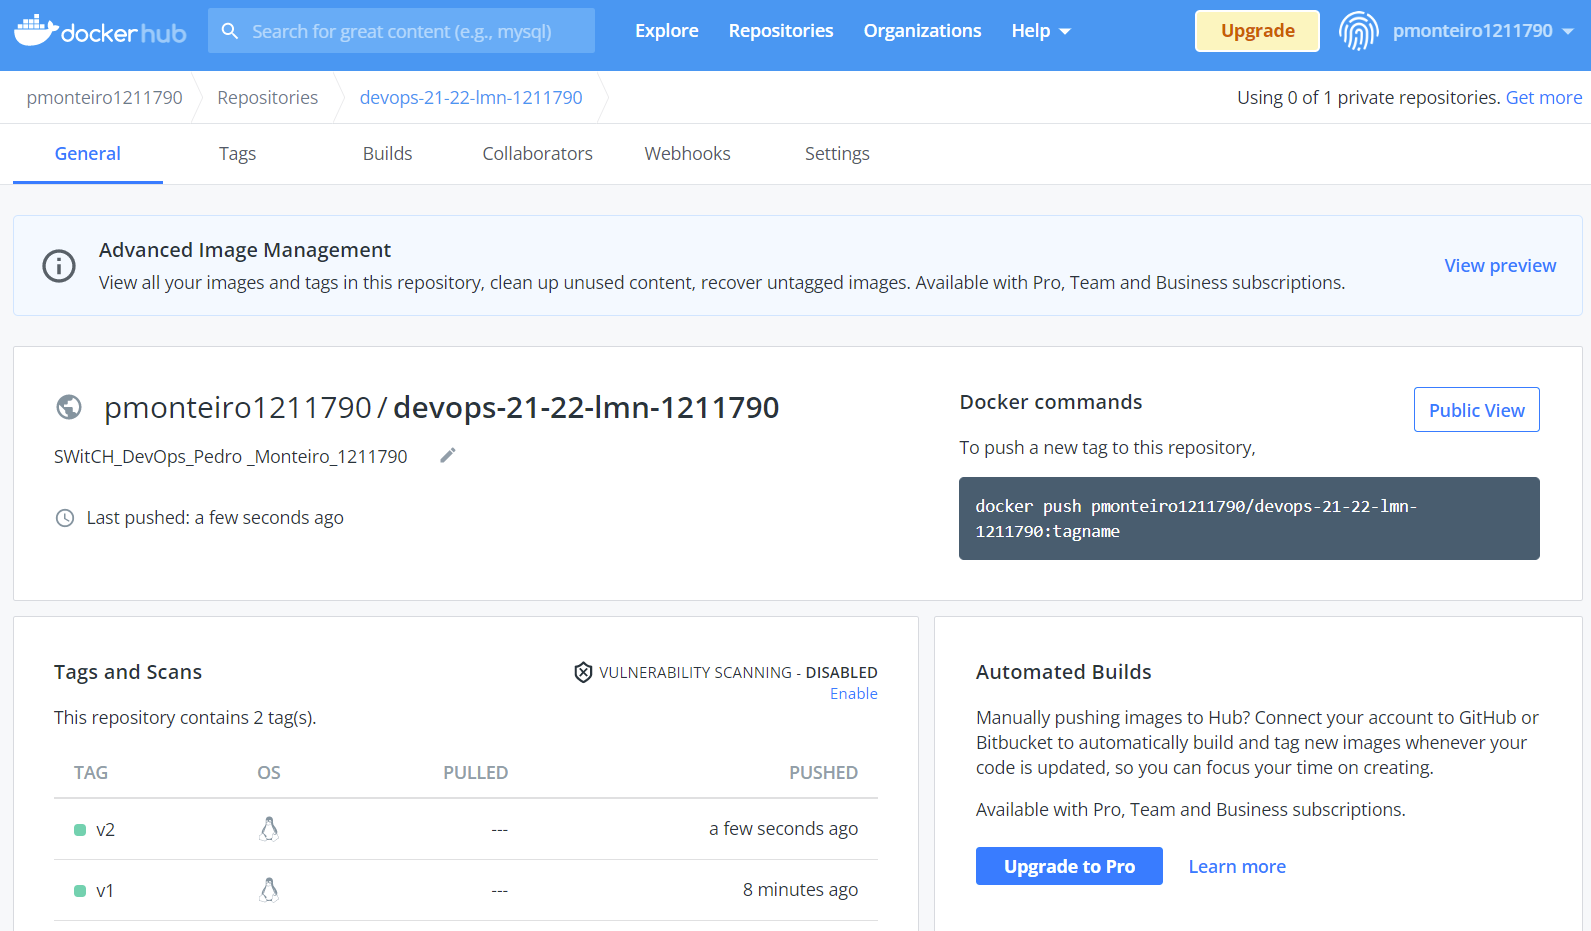 docker hub
Search for great content (e.g., mysql)
Explore
Repositories
Organizations
Help
Upgrade
pmonteiro1211790
pmonteiro1211790
Repositories
devops-21-22-lmn-1211790
Using 0 of 1 private repositories. Get more
General
Tags
Builds
Collaborators
Webhooks
Settings
Advanced Image Management
View all your images and tags in this repository, clean up unused content, recover untagged images. Available with Pro, Team and Business subscriptions.
View preview
pmonteiro1211790 / devops-21-22-lmn-1211790
SWitCH_DevOps_Pedro _Monteiro_1211790
Last pushed: a few seconds ago
Docker commands
Public View
To push a new tag to this repository,
docker push pmonteiro1211790/devops-21-22-lmn-
1211790:tagname
Tags and Scans
VULNERABILITY SCANNING - DISABLED
Enable
This repository contains 2 tag(s).
TAG OS PULLED PUSHED
v2 --- a few seconds ago
v1 --- 8 minutes ago
Automated Builds
Manually pushing images to Hub? Connect your account to GitHub or
Bitbucket to automatically build and tag new images whenever your
code is updated, so you can focus your time on creating.
Available with Pro, Team and Business subscriptions.
Upgrade to Pro
Learn more